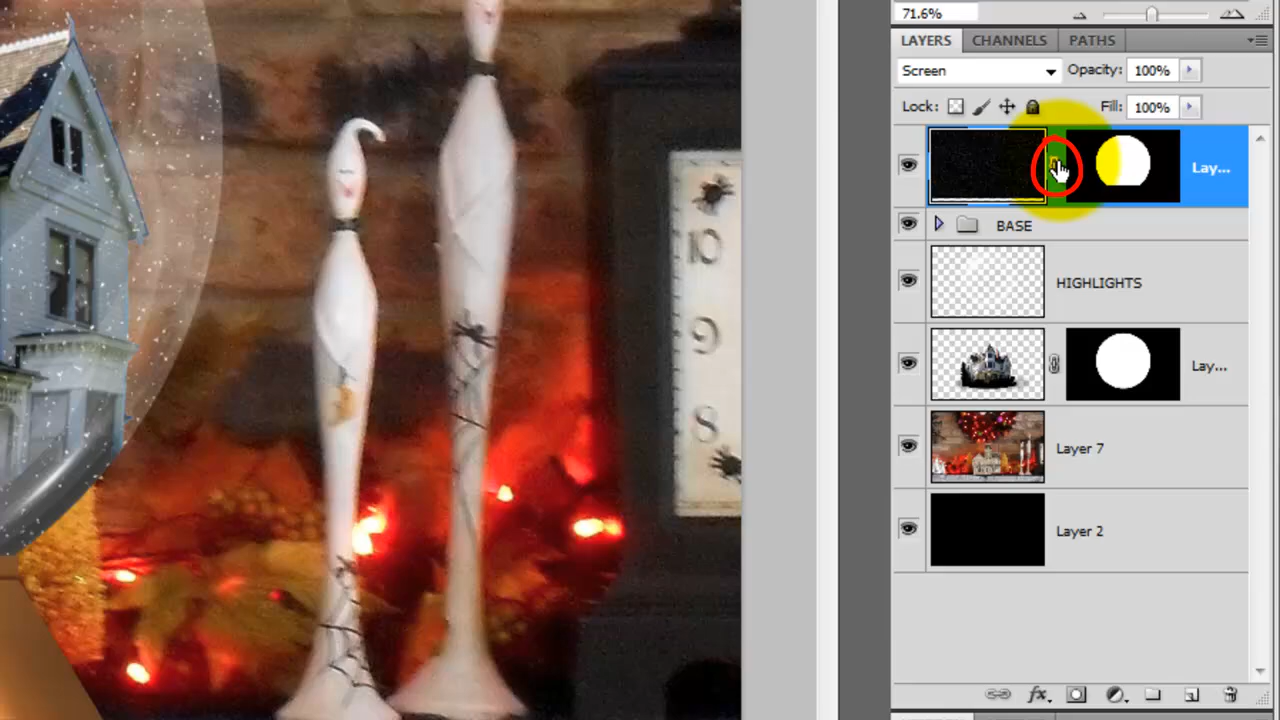 71.6%
LAYERS CHANNELS PATHS
Screen Opacity: 100%
Lock: Fill: 100%
Lay...
BASE
HIGHLIGHTS
Lay...
Layer 7
Layer 2
fx
10
9
8